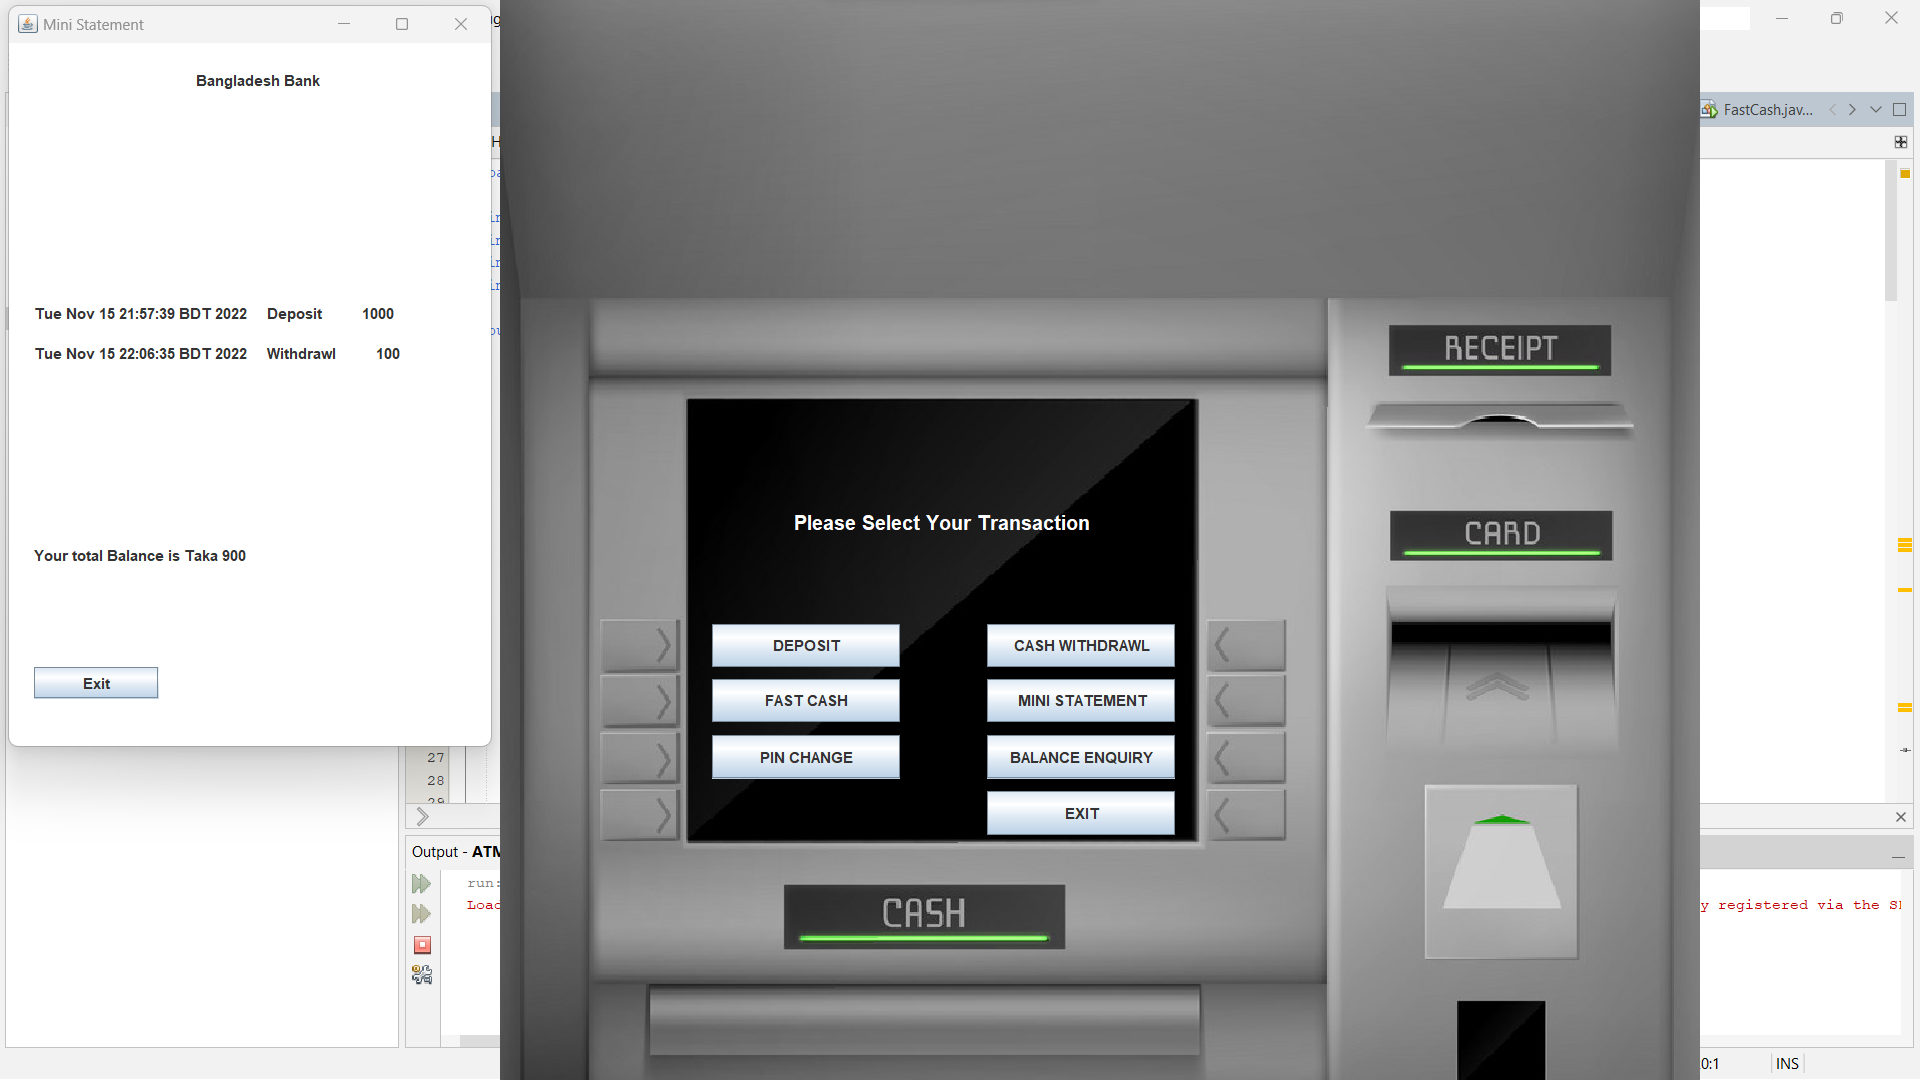 Mini Statement
Bangladesh Bank
Tue Nov 15 21:57:39 BDT 2022 Deposit 1000
Tue Nov 15 22:06:35 BDT 2022 Withdrawl 100
Your total Balance is Taka 900
Exit
27
28
29
Output - ATM
run:
FastCash.jav...
RECEIPT
CARD
Please Select Your Transaction
DEPOSIT CASH WITHDRAWL
FAST CASH MINI STATEMENT
PIN CHANGE BALANCE ENQUIRY
EXIT
CASH
y registered via the
INS